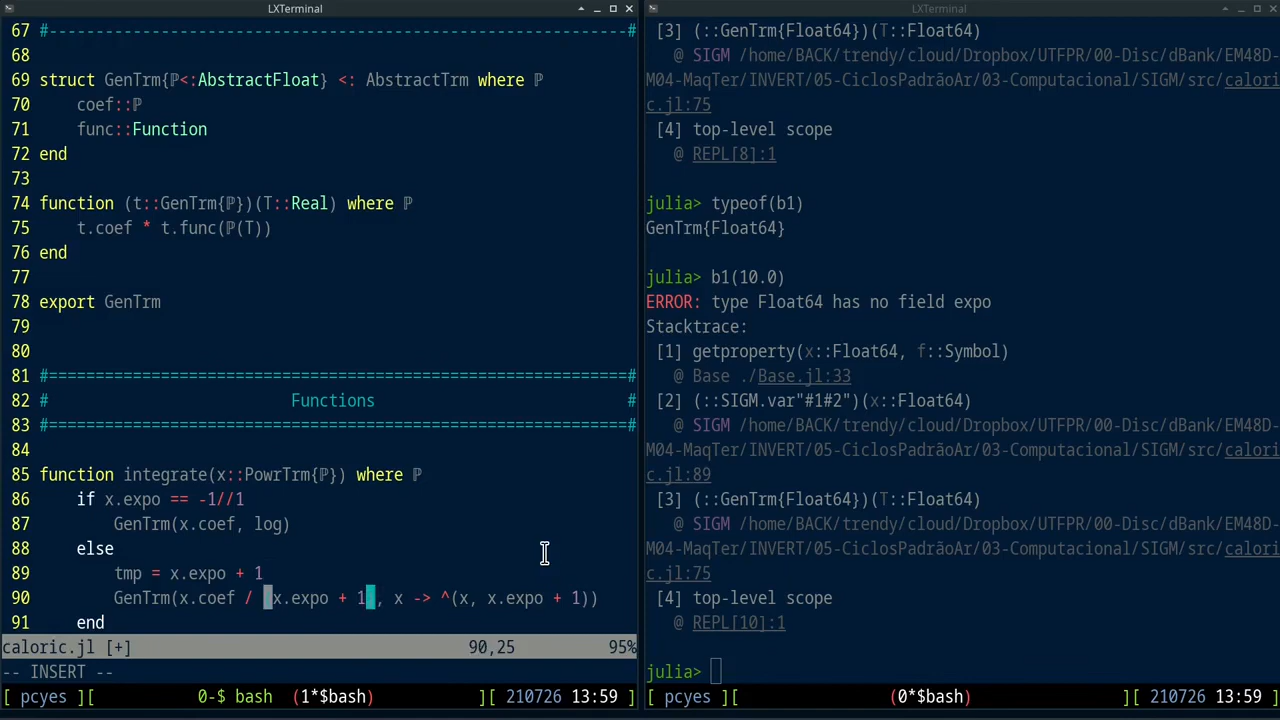 LXTerminal
67 #--------------------------------------------------------------#
68
69 struct GenTrm{ℙ<:AbstractFloat} <: AbstractTrm where ℙ
70     coef::ℙ
71     func::Function
72 end
73
74 function (t::GenTrm{ℙ})(T::Real) where ℙ
75     t.coef * t.func(ℙ(T))
76 end
77
78 export GenTrm
79
80
81 #==============================================================#
82 #                          Functions                           #
83 #==============================================================#
84
85 function integrate(x::PowrTrm{ℙ}) where ℙ
86     if x.expo == -1//1
87         GenTrm(x.coef, log)
88     else
89         tmp = x.expo + 1
90         GenTrm(x.coef / (x.expo + 1), x -> ^(x, x.expo + 1))
91     end
caloric.jl [+] 90,25 95%
-- INSERT --
[ pcyes ][ 0-$ bash (1*$bash) ][ 210726 13:59 ]
LXTerminal
[3] (::GenTrm{Float64})(T::Float64)
@ SIGM /home/BACK/trendy/cloud/Dropbox/UTFPR/00-Disc/dBank/EM48D-
M04-MaqTer/INVERT/05-CiclosPadrãoAr/03-Computacional/SIGM/src/calori
c.jl:75
[4] top-level scope
@ REPL[8]:1
julia> typeof(b1)
GenTrm{Float64}
julia> b1(10.0)
ERROR: type Float64 has no field expo
Stacktrace:
[1] getproperty(x::Float64, f::Symbol)
@ Base ./Base.jl:33
[2] (::SIGM.var"#1#2")(x::Float64)
@ SIGM /home/BACK/trendy/cloud/Dropbox/UTFPR/00-Disc/dBank/EM48D-
M04-MaqTer/INVERT/05-CiclosPadrãoAr/03-Computacional/SIGM/src/calori
c.jl:89
[3] (::GenTrm{Float64})(T::Float64)
@ SIGM /home/BACK/trendy/cloud/Dropbox/UTFPR/00-Disc/dBank/EM48D-
M04-MaqTer/INVERT/05-CiclosPadrãoAr/03-Computacional/SIGM/src/calori
c.jl:75
[4] top-level scope
@ REPL[10]:1
julia>
[ pcyes ][ (0*$bash) ][ 210726 13:59 ]